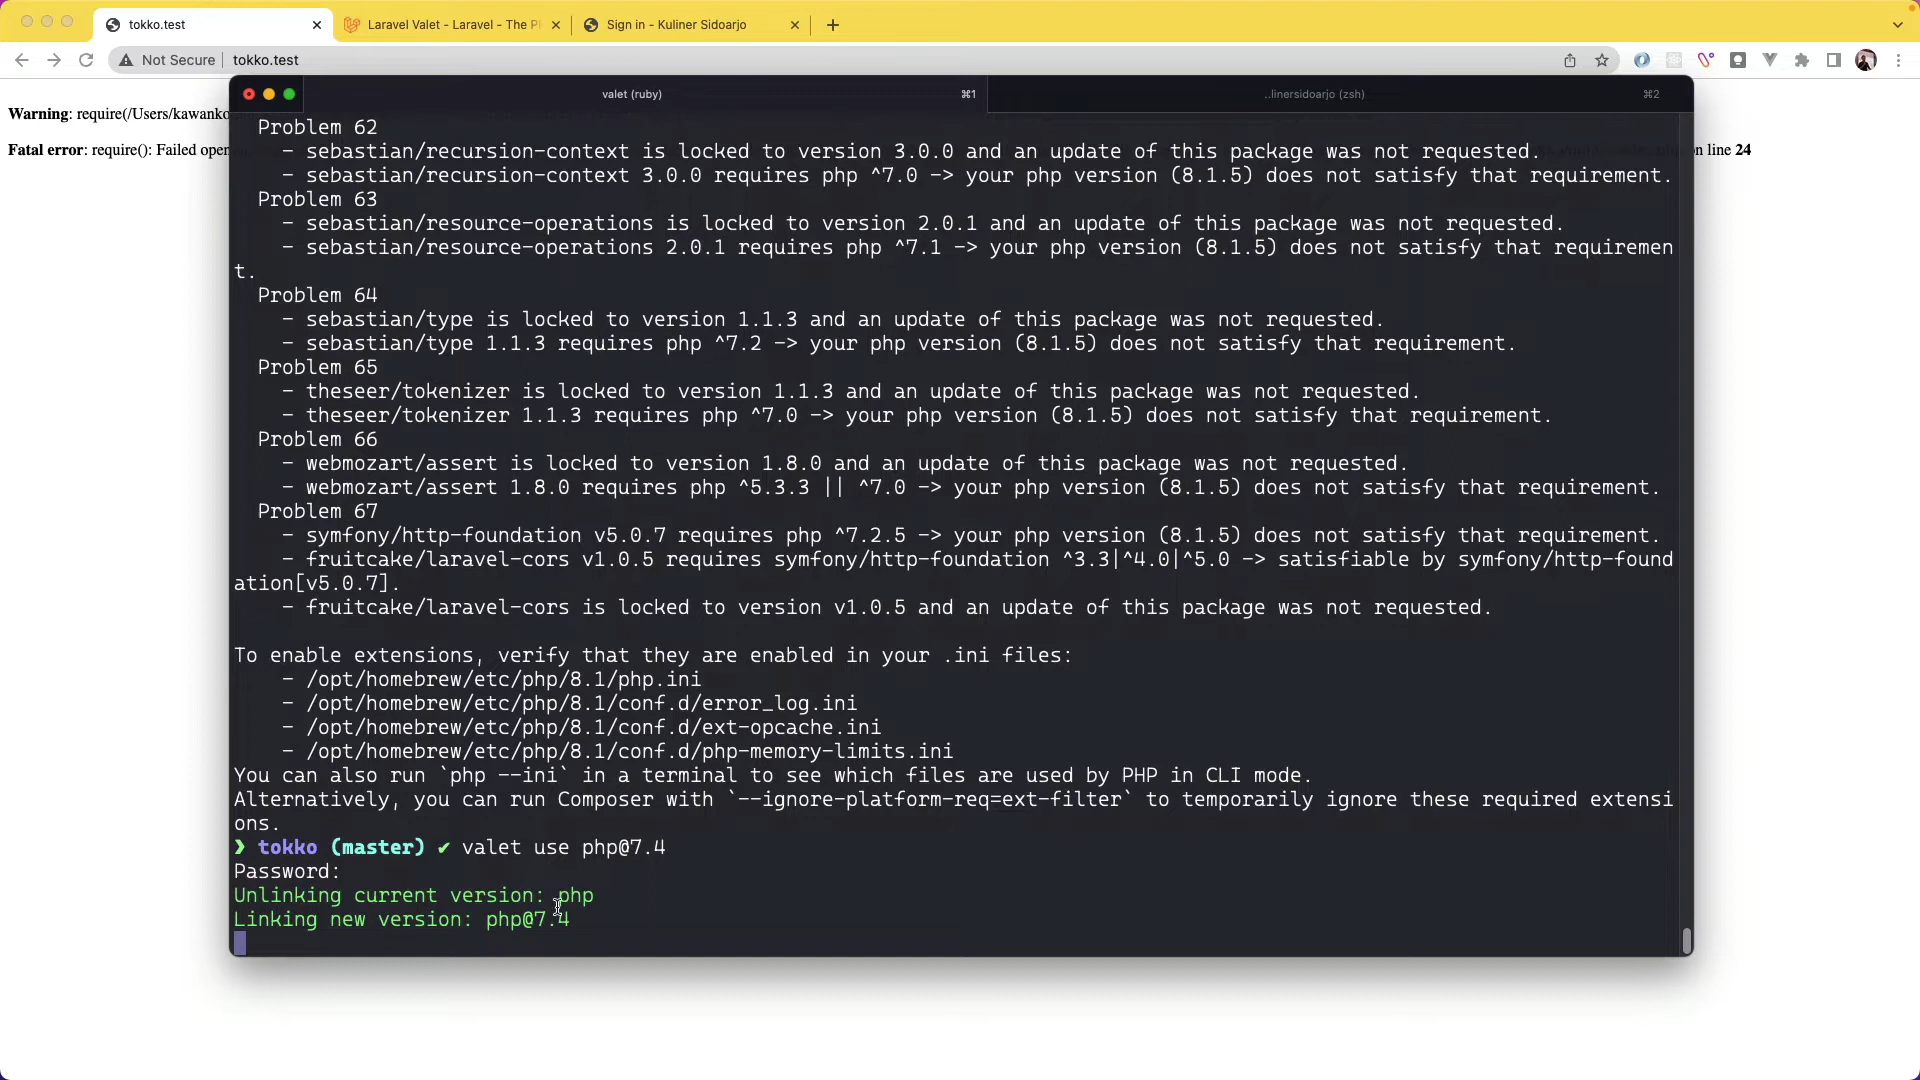 tokko.test
Laravel Valet - Laravel - The P
Sign in - Kuliner Sidoarjo
Not Secure
tokko.test
valet (ruby)
⌘1
..linersidoarjo (zsh)
⌘2
Warning: require(/Users/kawanko
Fatal error: require(): Failed open
n line 24
Problem 62
- sebastian/recursion-context is locked to version 3.0.0 and an update of this package was not requested.
- sebastian/recursion-context 3.0.0 requires php ^7.0 -> your php version (8.1.5) does not satisfy that requirement.
Problem 63
- sebastian/resource-operations is locked to version 2.0.1 and an update of this package was not requested.
- sebastian/resource-operations 2.0.1 requires php ^7.1 -> your php version (8.1.5) does not satisfy that requiremen
t.
Problem 64
- sebastian/type is locked to version 1.1.3 and an update of this package was not requested.
- sebastian/type 1.1.3 requires php ^7.2 -> your php version (8.1.5) does not satisfy that requirement.
Problem 65
- theseer/tokenizer is locked to version 1.1.3 and an update of this package was not requested.
- theseer/tokenizer 1.1.3 requires php ^7.0 -> your php version (8.1.5) does not satisfy that requirement.
Problem 66
- webmozart/assert is locked to version 1.8.0 and an update of this package was not requested.
- webmozart/assert 1.8.0 requires php ^5.3.3 || ^7.0 -> your php version (8.1.5) does not satisfy that requirement.
Problem 67
- symfony/http-foundation v5.0.7 requires php ^7.2.5 -> your php version (8.1.5) does not satisfy that requirement.
- fruitcake/laravel-cors v1.0.5 requires symfony/http-foundation ^3.3|^4.0|^5.0 -> satisfiable by symfony/http-found
ation[v5.0.7].
- fruitcake/laravel-cors is locked to version v1.0.5 and an update of this package was not requested.
To enable extensions, verify that they are enabled in your .ini files:
- /opt/homebrew/etc/php/8.1/php.ini
- /opt/homebrew/etc/php/8.1/conf.d/error_log.ini
- /opt/homebrew/etc/php/8.1/conf.d/ext-opcache.ini
- /opt/homebrew/etc/php/8.1/conf.d/php-memory-limits.ini
You can also run `php --ini` in a terminal to see which files are used by PHP in CLI mode.
Alternatively, you can run Composer with `--ignore-platform-req=ext-filter` to temporarily ignore these required extensi
ons.
❯ tokko (master) ✔ valet use php@7.4
Password:
Unlinking current version: php
Linking new version: php@7.4